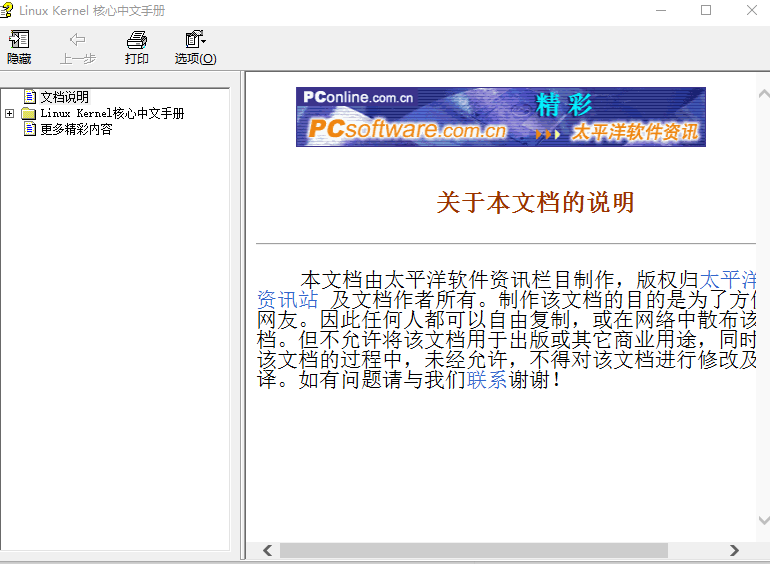 Linux Kernel 核心中文手册
隐藏
上一步
打印
选项(O)
文档说明
Linux Kernel核心中文手册
更多精彩内容
PConline.com.cn
精彩
PCsoftware.com.cn
太平洋软件资讯
关于本文档的说明
本文档由太平洋软件资讯栏目制作，版权归太平洋
资讯站 及文档作者所有。制作该文档的目的是为了方便
网友。因此任何人都可以自由复制，或在网络中散布该
档。但不允许将该文档用于出版或其它商业用途，同时
该文档的过程中，未经允许，不得对该文档进行修改及
译。如有问题请与我们联系谢谢！